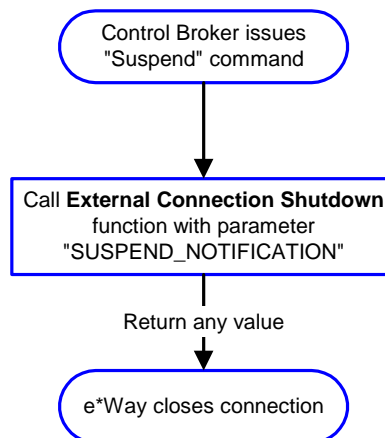 Control Broker issues
"Suspend" command
Call External Connection Shutdown
function with parameter
"SUSPEND_NOTIFICATION"
Return any value
e*Way closes connection